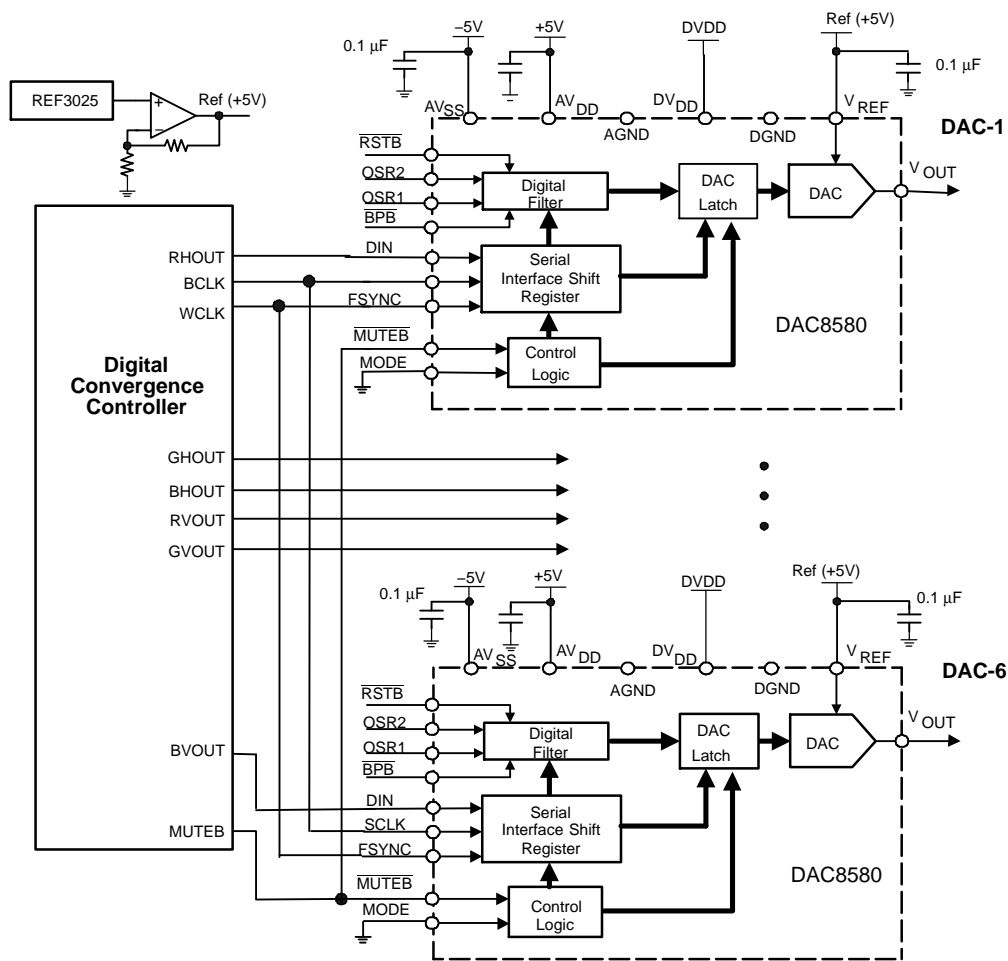 −5V
+5V
DVDD
Ref (+5V)
0.1 µF
0.1 µF
REF3025
+
−
Ref (+5V)
AVSS
AVDD
AGND
DVDD
DGND
VREF
DAC-1
RSTB
OSR2
OSR1
BPB
Digital
Filter
DAC
Latch
DAC
VOUT
RHOUT
BCLK
WCLK
DIN
FSYNC
Serial
Interface Shift
Register
DAC8580
MUTEB
MODE
Control
Logic
Digital
Convergence
Controller
GHOUT
BHOUT
RVOUT
GVOUT
−5V
+5V
DVDD
Ref (+5V)
0.1 µF
0.1 µF
AVSS
AVDD
AGND
DVDD
DGND
VREF
DAC-6
RSTB
OSR2
OSR1
BPB
Digital
Filter
DAC
Latch
DAC
VOUT
BVOUT
MUTEB
DIN
SCLK
FSYNC
Serial
Interface Shift
Register
DAC8580
MUTEB
MODE
Control
Logic